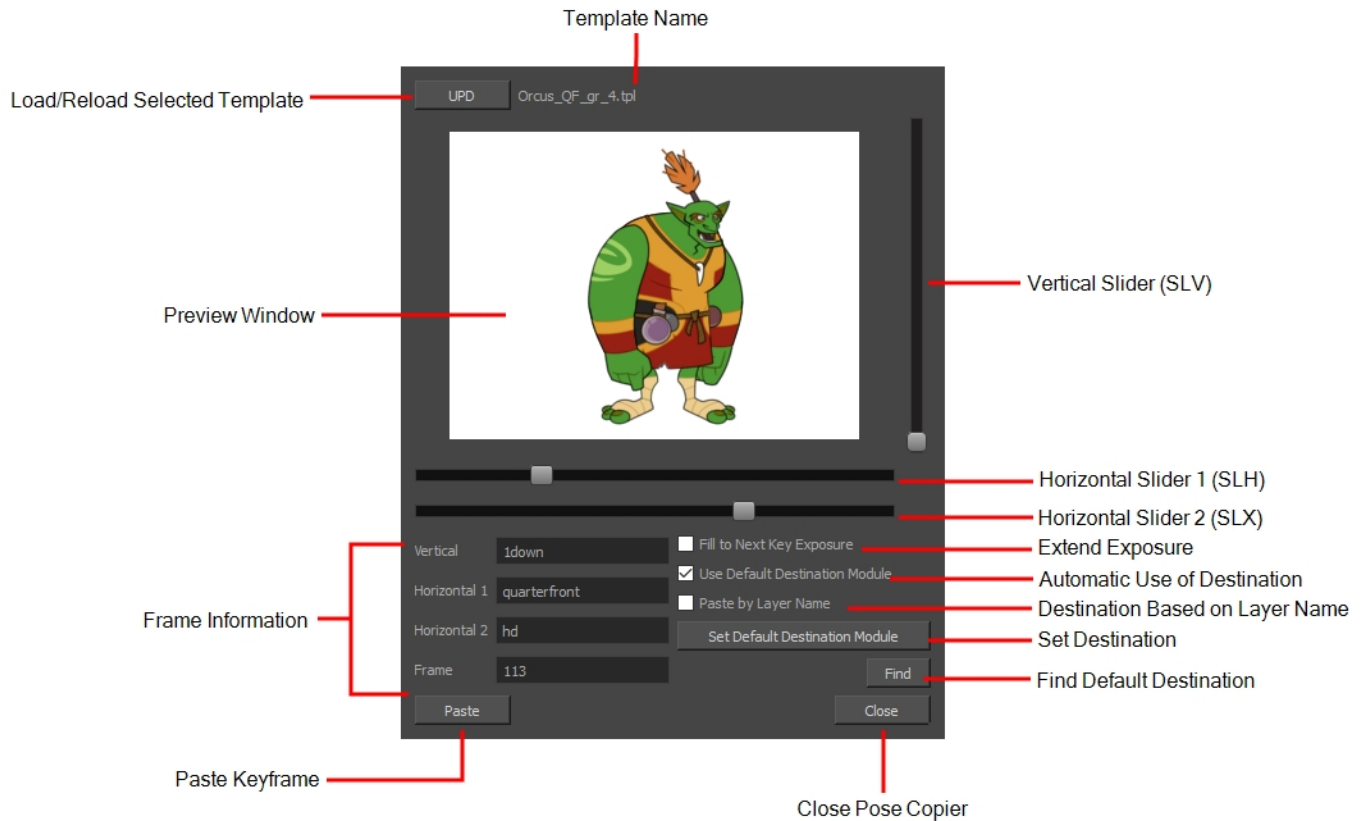 Template Name
Load/Reload Selected Template
UPD
Orcus_QF_gr_4.tpl
Preview Window
Vertical Slider (SLV)
Horizontal Slider 1 (SLH)
Horizontal Slider 2 (SLX)
Frame Information
Vertical
1down
Fill to Next Key Exposure
Extend Exposure
Use Default Destination Module
Automatic Use of Destination
Horizontal 1
quarterfront
Paste by Layer Name
Destination Based on Layer Name
Horizontal 2
hd
Set Default Destination Module
Set Destination
Frame
113
Find
Find Default Destination
Paste
Close
Paste Keyframe
Close Pose Copier